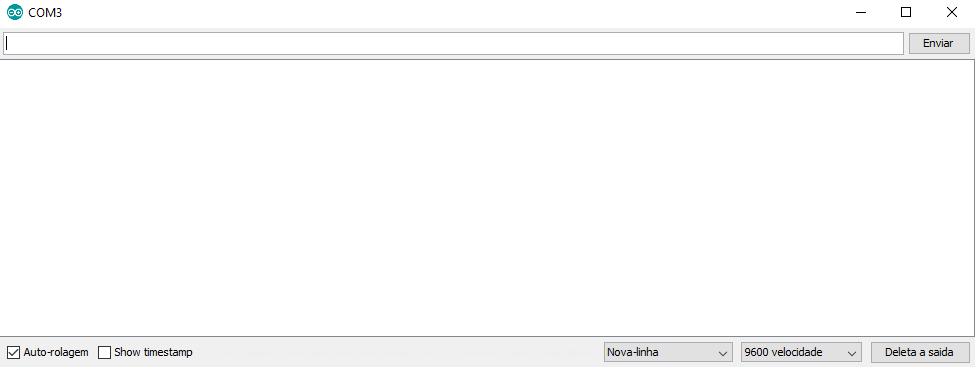 COM3
Enviar
Auto-rolagem Show timestamp Nova-linha 9600 velocidade Deleta a saida